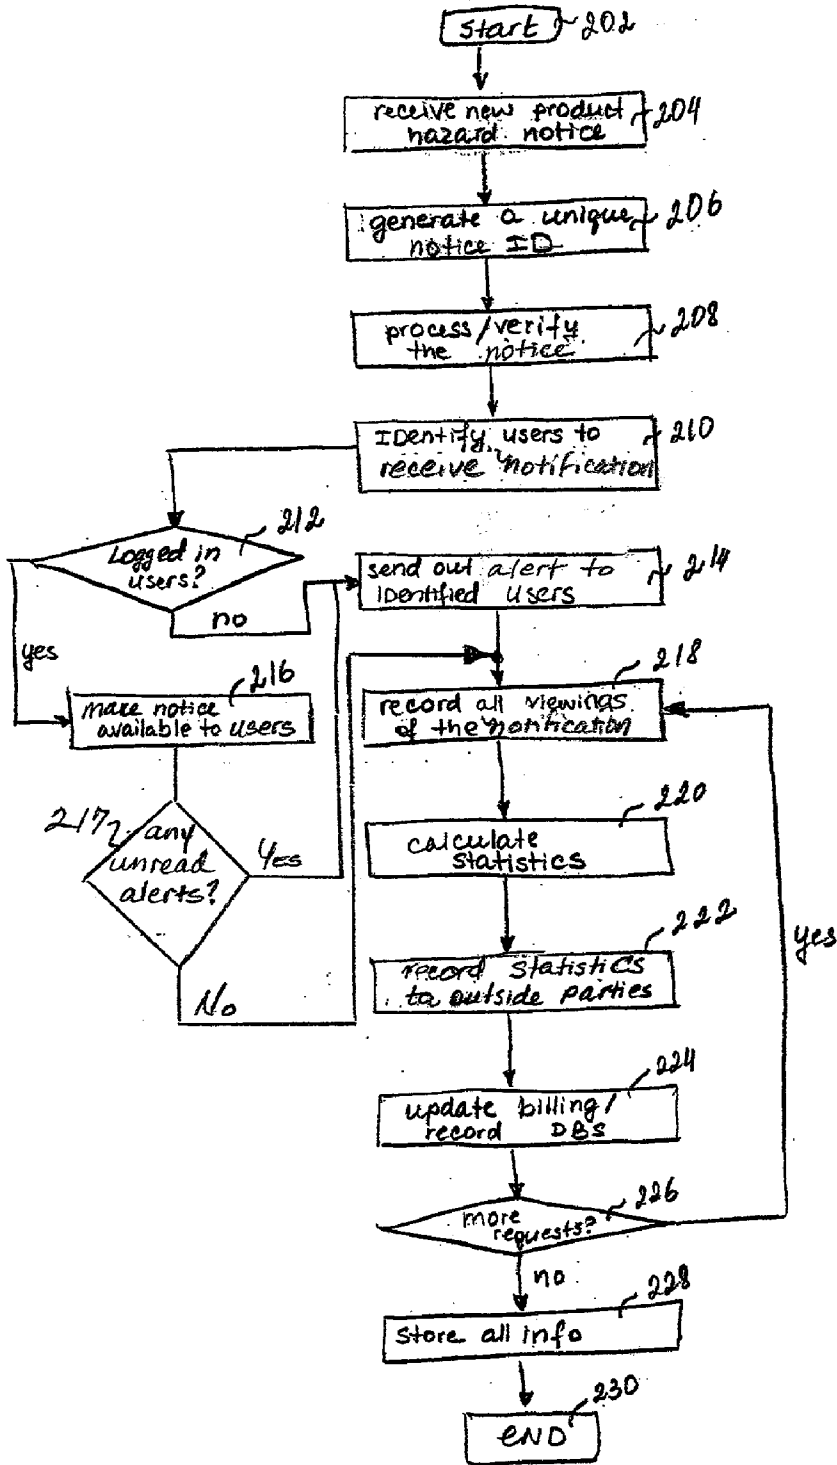 start 202
receive new product
hazard notice
204
generate a unique
notice ID
206
process/verify
the notice
208
IDentify users to
receive notification
210
212
Logged in
users?
no
yes
send out alert to
identified users
214
216
make notice
available to users
218
record all viewings
of the notification
217
any
unread
alerts?
Yes
No
220
calculate
statistics
222
record statistics
to outside parties
yes
224
update billing/
record DBs
226
more
requests?
no
228
Store all info
230
END